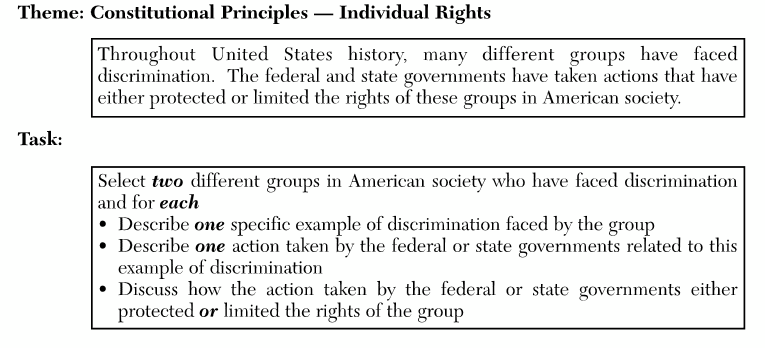 Theme: Constitutional Principles — Individual Rights
Throughout United States history, many different groups have faced
discrimination. The federal and state governments have taken actions that have
either protected or limited the rights of these groups in American society.
Task:
Select two different groups in American society who have faced discrimination
and for each
• Describe one specific example of discrimination faced by the group
• Describe one action taken by the federal or state governments related to this
example of discrimination
• Discuss how the action taken by the federal or state governments either
protected or limited the rights of the group